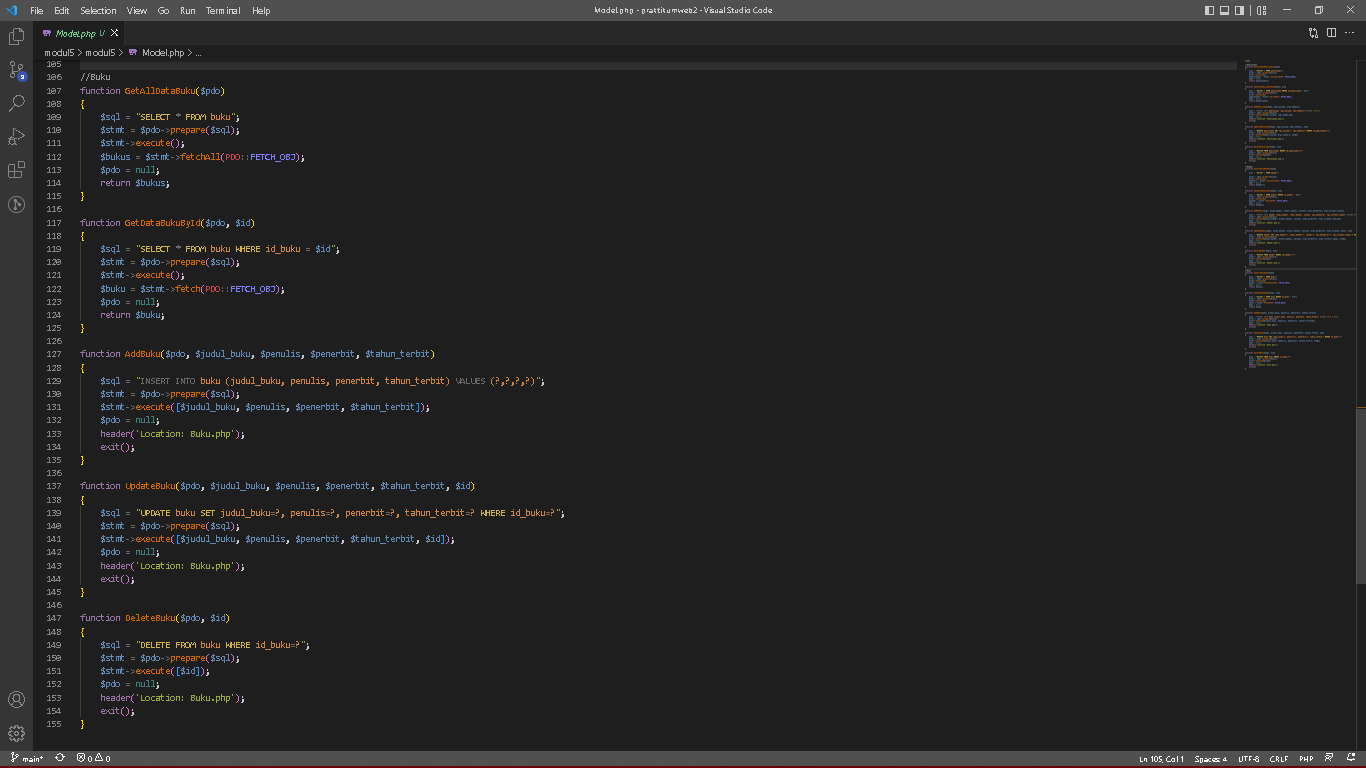 File Edit Selection View Go Run Terminal Help
Model.php - praktikumweb2 - Visual Studio Code
Model.php U
modul5 > modul5 > Model.php > ...
105
106 //Buku
107 function GetAllDataBuku($pdo)
108 {
109 $sql = "SELECT * FROM buku";
110 $stmt = $pdo->prepare($sql);
111 $stmt->execute();
112 $bukus = $stmt->fetchAll(PDO::FETCH_OBJ);
113 $pdo = null;
114 return $bukus;
115 }
116
117 function GetDataBukuById($pdo, $id)
118 {
119 $sql = "SELECT * FROM buku WHERE id_buku = $id";
120 $stmt = $pdo->prepare($sql);
121 $stmt->execute();
122 $buku = $stmt->fetch(PDO::FETCH_OBJ);
123 $pdo = null;
124 return $buku;
125 }
126
127 function AddBuku($pdo, $judul_buku, $penulis, $penerbit, $tahun_terbit)
128 {
129 $sql = "INSERT INTO buku (judul_buku, penulis, penerbit, tahun_terbit) VALUES (?,?,?,?)";
130 $stmt = $pdo->prepare($sql);
131 $stmt->execute([$judul_buku, $penulis, $penerbit, $tahun_terbit]);
132 $pdo = null;
133 header('Location: Buku.php');
134 exit();
135 }
136
137 function UpdateBuku($pdo, $judul_buku, $penulis, $penerbit, $tahun_terbit, $id)
138 {
139 $sql = "UPDATE buku SET judul_buku=?, penulis=?, penerbit=?, tahun_terbit=? WHERE id_buku=?";
140 $stmt = $pdo->prepare($sql);
141 $stmt->execute([$judul_buku, $penulis, $penerbit, $tahun_terbit, $id]);
142 $pdo = null;
143 header('Location: Buku.php');
144 exit();
145 }
146
147 function DeleteBuku($pdo, $id)
148 {
149 $sql = "DELETE FROM buku WHERE id_buku=?";
150 $stmt = $pdo->prepare($sql);
151 $stmt->execute([$id]);
152 $pdo = null;
153 header('Location: Buku.php');
154 exit();
155 }
main* 0 0 Ln 105, Col 1 Spaces: 4 UTF-8 CRLF PHP